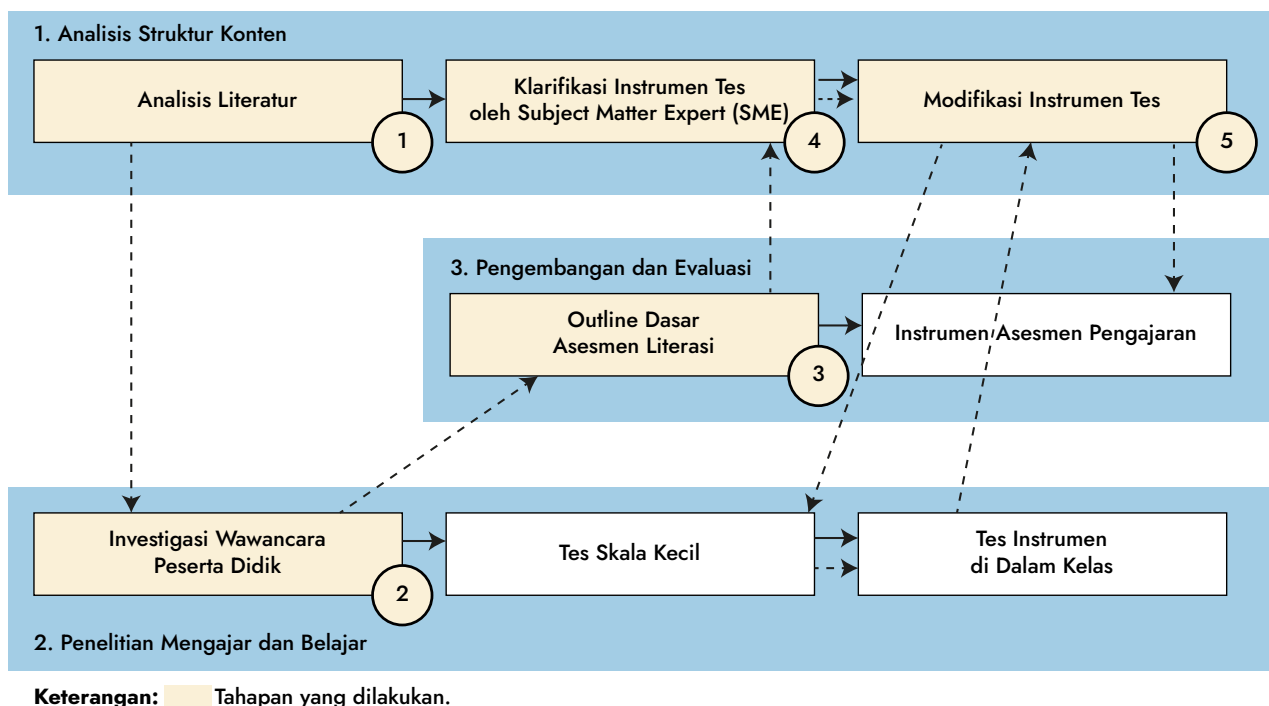 1. Analisis Struktur Konten
Analisis Literatur
1
Klarifikasi Instrumen Tes
oleh Subject Matter Expert (SME)
4
Modifikasi Instrumen Tes
5
3. Pengembangan dan Evaluasi
Outline Dasar
Asesmen Literasi
3
Instrumen Asesmen Pengajaran
Investigasi Wawancara
Peserta Didik
2
Tes Skala Kecil
Tes Instrumen
di Dalam Kelas
2. Penelitian Mengajar dan Belajar
Keterangan: Tahapan yang dilakukan.